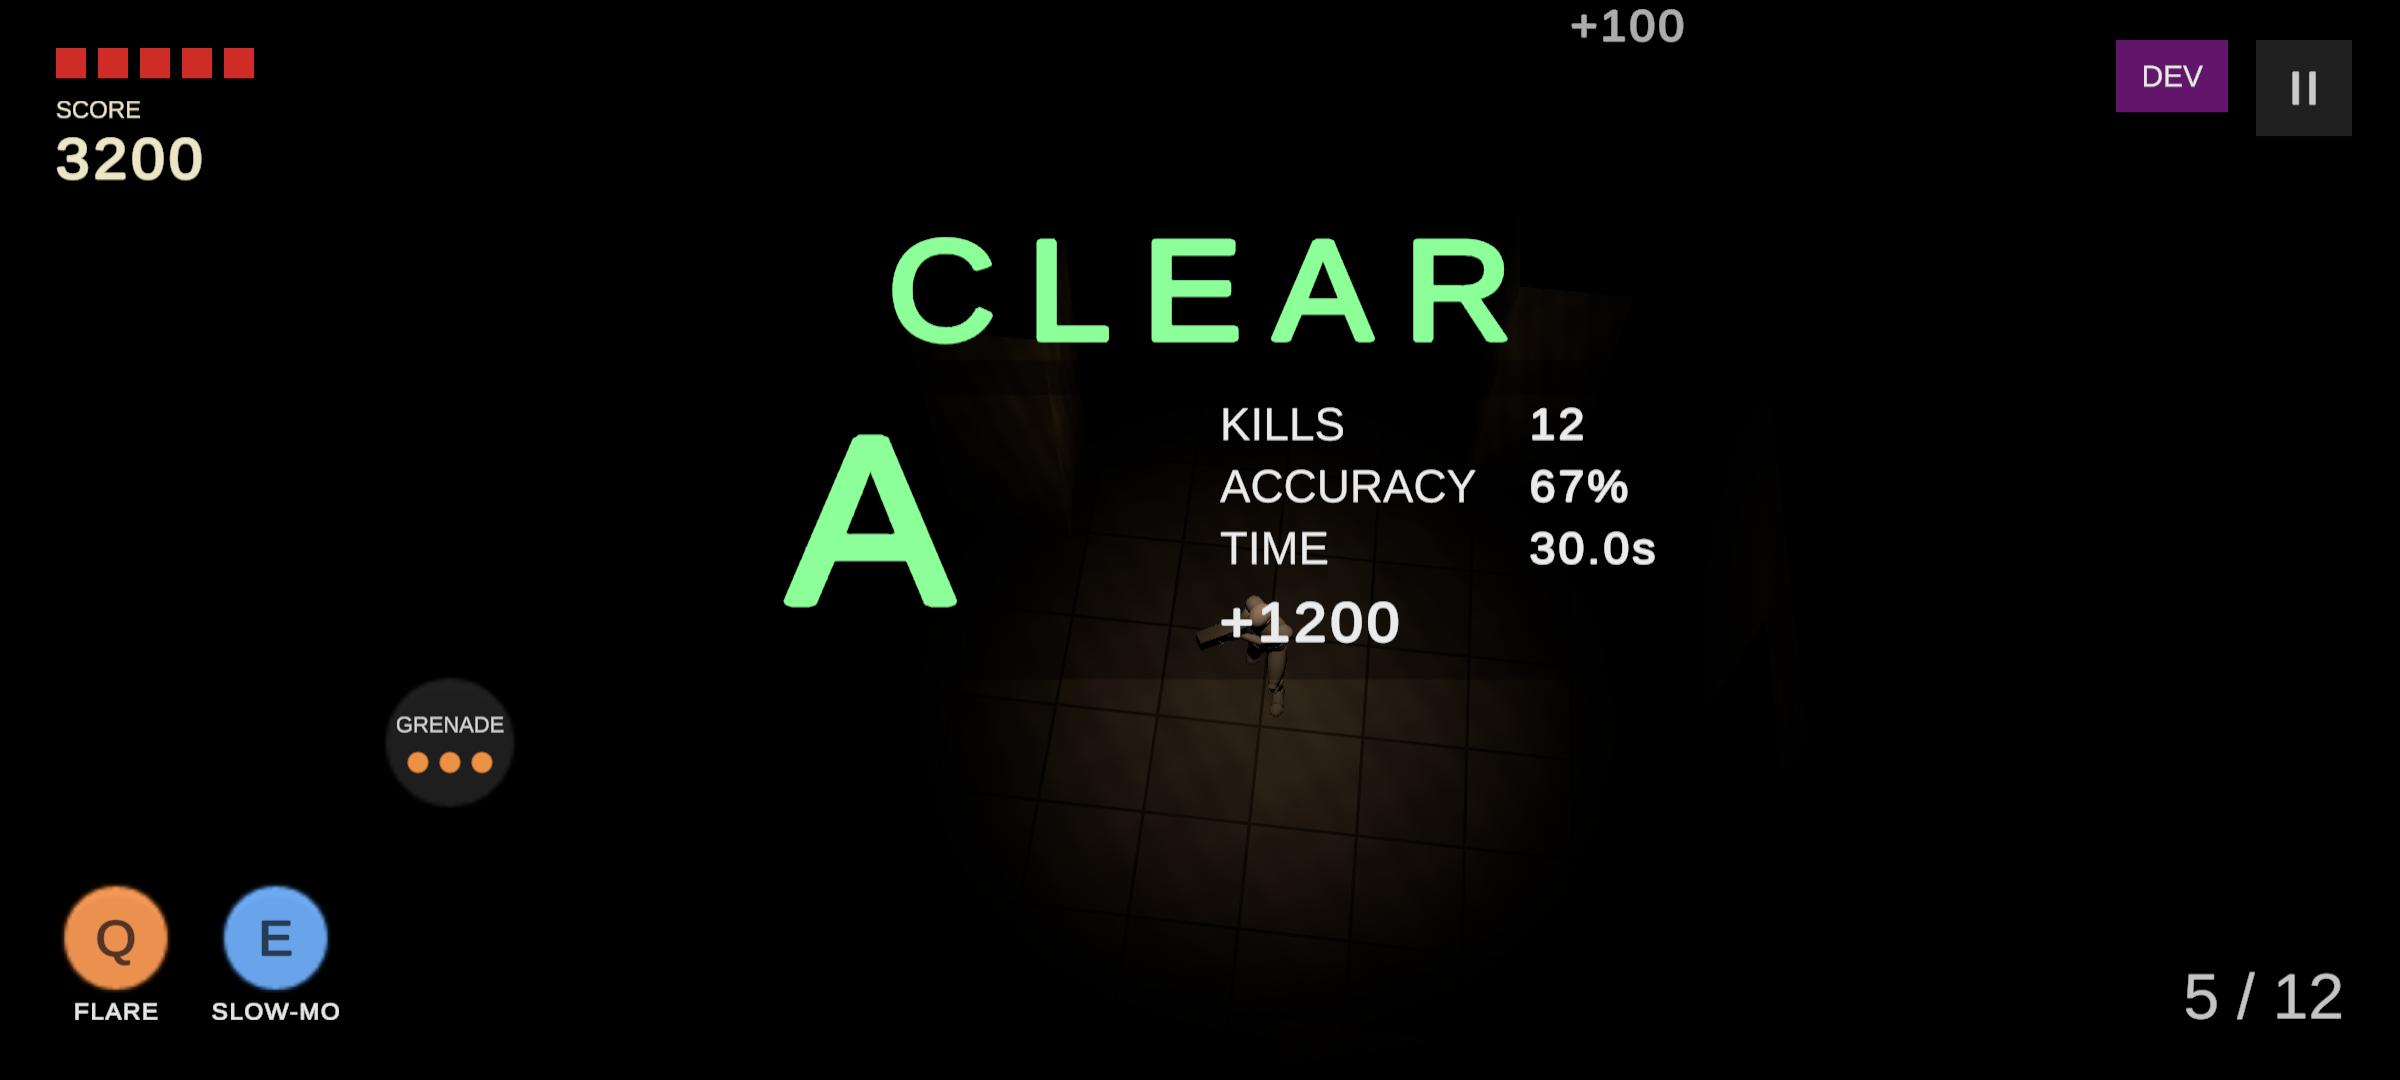 +100
DEV
SCORE
3200
CLEAR
A
KILLS 12
ACCURACY 67%
TIME 30.0s
+1200
GRENADE
Q
E
FLARE
SLOW-MO
5 / 12